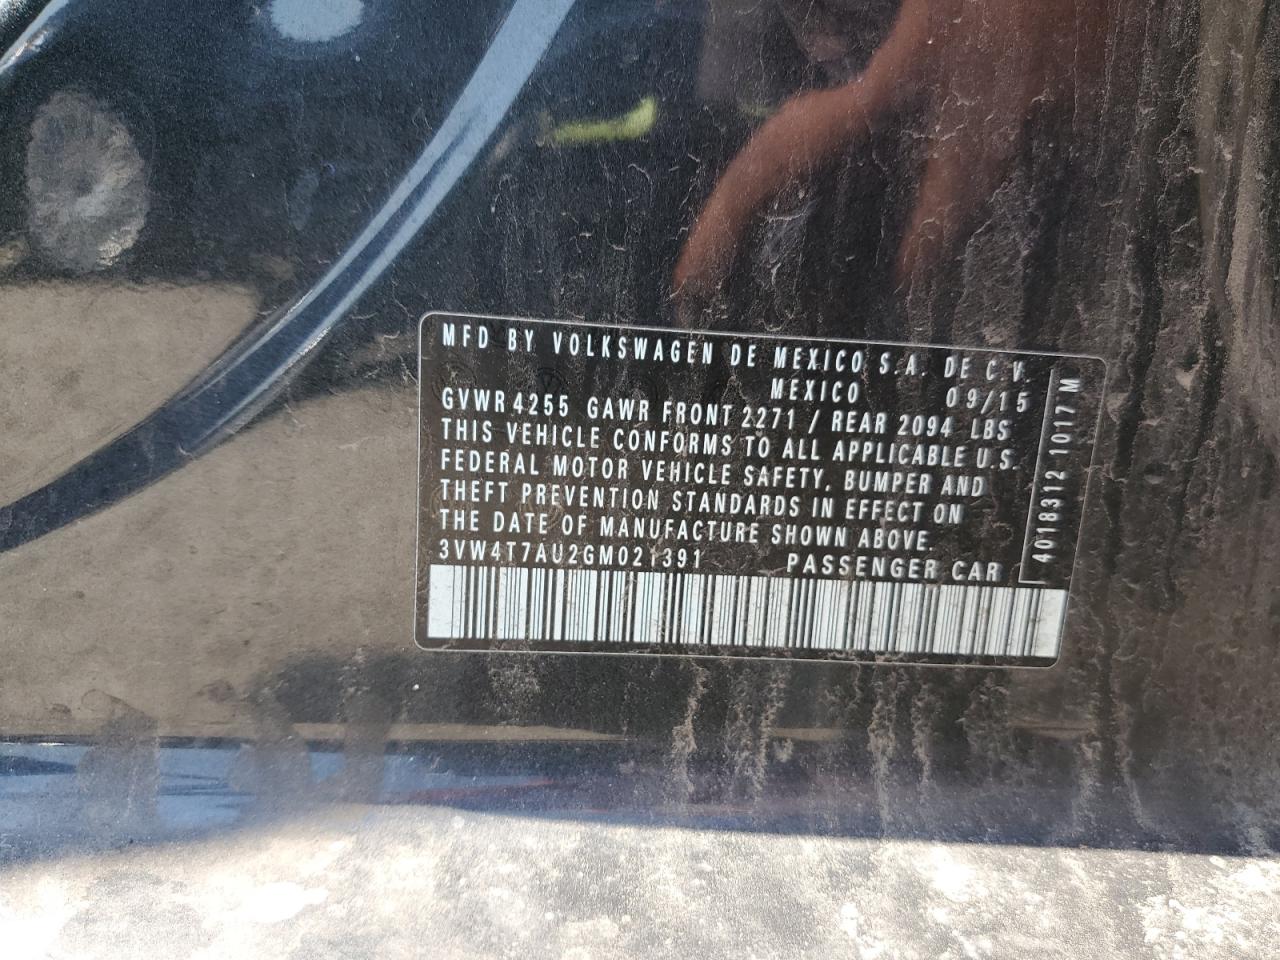 MFD BY VOLKSWAGEN DE MEXICO S.A. DE C.V.
MEXICO 09/15
GVWR 4255 GAWR FRONT 2271 / REAR 2094 LBS
THIS VEHICLE CONFORMS TO ALL APPLICABLE U.S.
FEDERAL MOTOR VEHICLE SAFETY, BUMPER AND
THEFT PREVENTION STANDARDS IN EFFECT ON
THE DATE OF MANUFACTURE SHOWN ABOVE.
3VW4T7AU2GM021391 PASSENGER CAR
4018312 1017 M